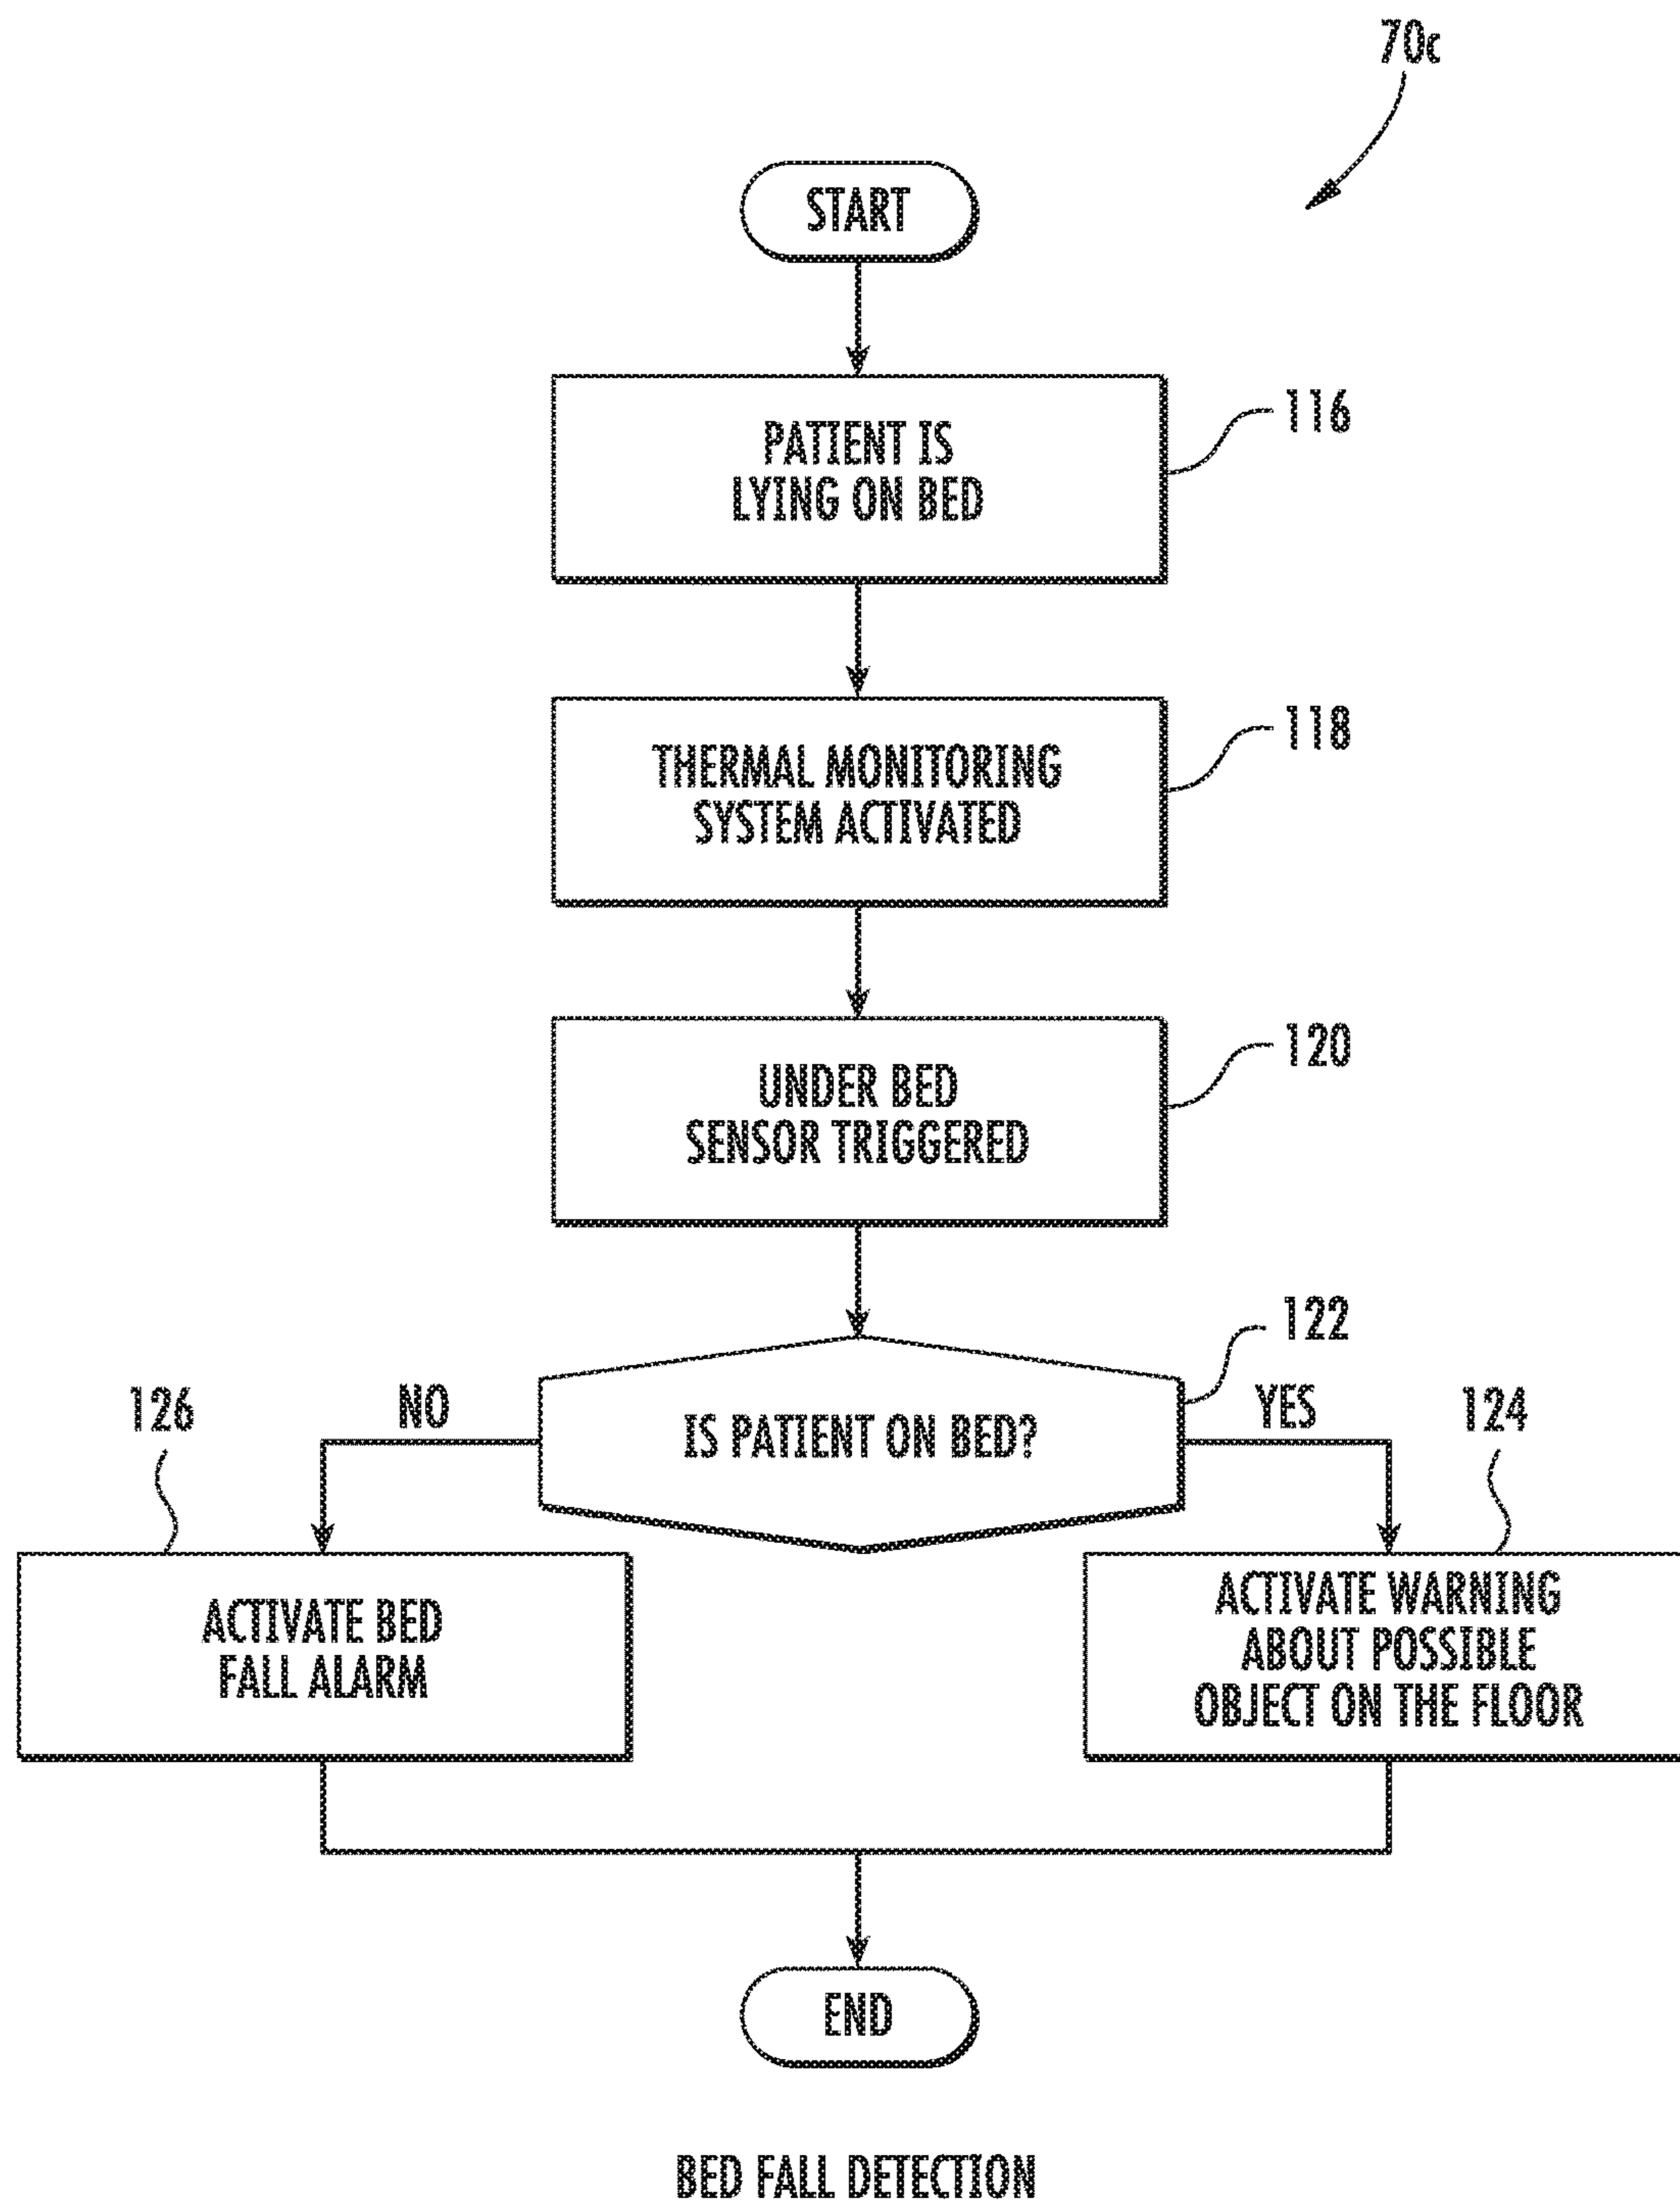 70c
START
PATIENT IS
LYING ON BED
116
THERMAL MONITORING
SYSTEM ACTIVATED
118
UNDER BED
SENSOR TRIGGERED
120
122
IS PATIENT ON BED?
NO
YES
126
124
ACTIVATE BED
FALL ALARM
ACTIVATE WARNING
ABOUT POSSIBLE
OBJECT ON THE FLOOR
END
BED FALL DETECTION